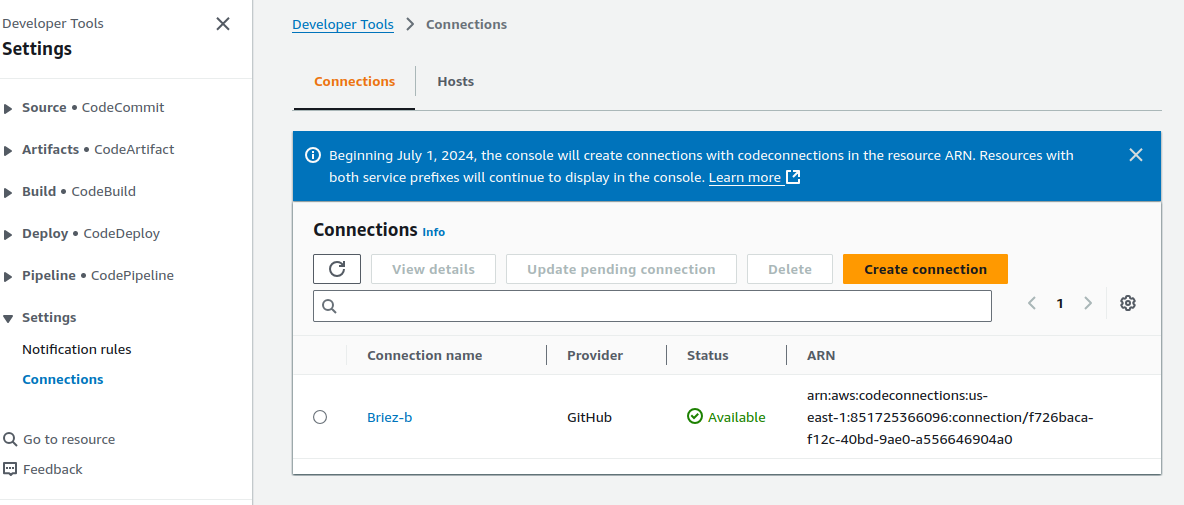 Developer Tools
Settings
Source • CodeCommit
Artifacts • CodeArtifact
Build • CodeBuild
Deploy • CodeDeploy
Pipeline • CodePipeline
Settings
Notification rules
Connections
Go to resource
Feedback
Developer Tools > Connections
Connections
Hosts
Beginning July 1, 2024, the console will create connections with codeconnections in the resource ARN. Resources with
both service prefixes will continue to display in the console. Learn more
Connections Info
View details
Update pending connection
Delete
Create connection
1
Connection name
Provider
Status
ARN
Briez-b
GitHub
Available
arn:aws:codeconnections:us-
east-1:851725366096:connection/f726baca-
f12c-40bd-9ae0-a556646904a0